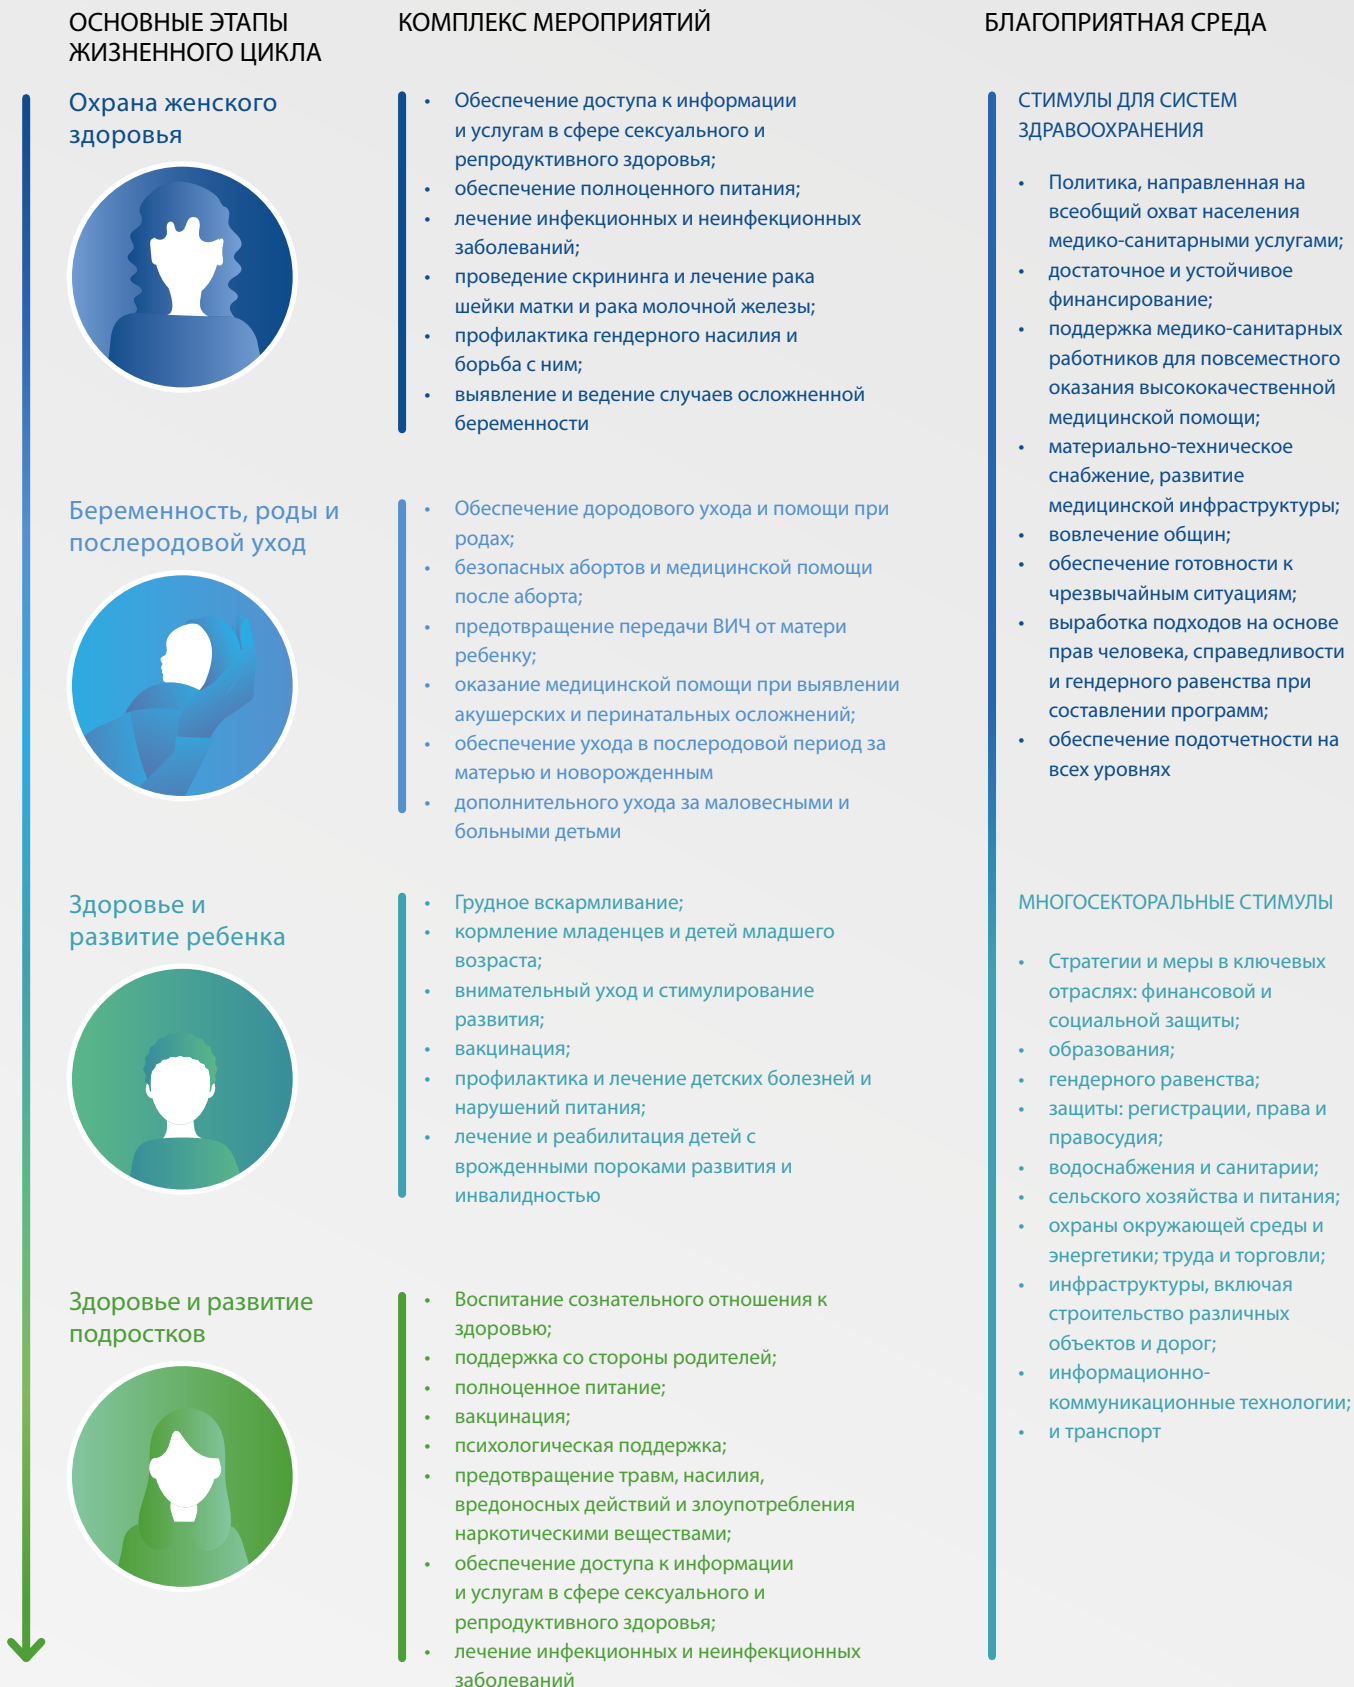 ОСНОВНЫЕ ЭТАПЫ
ЖИЗНЕННОГО ЦИКЛА
КОМПЛЕКС МЕРОПРИЯТИЙ
БЛАГОПРИЯТНАЯ СРЕДА
Охрана женского
здоровья
• Обеспечение доступа к информации
и услугам в сфере сексуального и
репродуктивного здоровья;
• обеспечение полноценного питания;
• лечение инфекционных и неинфекционных
заболеваний;
• проведение скрининга и лечение рака
шейки матки и рака молочной железы;
• профилактика гендерного насилия и
борьба с ним;
• выявление и ведение случаев осложненной
беременности
Беременность, роды и
послеродовой уход
• Обеспечение дородового ухода и помощи при
родах;
• безопасных абортов и медицинской помощи
после аборта;
• предотвращение передачи ВИЧ от матери
ребенку;
• оказание медицинской помощи при выявлении
акушерских и перинатальных осложнений;
• обеспечение ухода в послеродовой период за
матерью и новорожденным
• дополнительного ухода за маловесными и
больными детьми
Здоровье и
развитие ребенка
• Грудное вскармливание;
• кормление младенцев и детей младшего
возраста;
• внимательный уход и стимулирование
развития;
• вакцинация;
• профилактика и лечение детских болезней и
нарушений питания;
• лечение и реабилитация детей с
врожденными пороками развития и
инвалидностью
Здоровье и развитие
подростков
• Воспитание сознательного отношения к
здоровью;
• поддержка со стороны родителей;
• полноценное питание;
• вакцинация;
• психологическая поддержка;
• предотвращение травм, насилия,
вредоносных действий и злоупотребления
наркотическими веществами;
• обеспечение доступа к информации
и услугам в сфере сексуального и
репродуктивного здоровья;
• лечение инфекционных и неинфекционных
заболеваний
СТИМУЛЫ ДЛЯ СИСТЕМ
ЗДРАВООХРАНЕНИЯ
• Политика, направленная на
всеобщий охват населения
медико-санитарными услугами;
• достаточное и устойчивое
финансирование;
• поддержка медико-санитарных
работников для повсеместного
оказания высококачественной
медицинской помощи;
• материально-техническое
снабжение, развитие
медицинской инфраструктуры;
• вовлечение общин;
• обеспечение готовности к
чрезвычайным ситуациям;
• выработка подходов на основе
прав человека, справедливости
и гендерного равенства при
составлении программ;
• обеспечение подотчетности на
всех уровнях
МНОГОСЕКТОРАЛЬНЫЕ СТИМУЛЫ
• Стратегии и меры в ключевых
отраслях: финансовой и
социальной защиты;
• образования;
• гендерного равенства;
• защиты: регистрации, права и
правосудия;
• водоснабжения и санитарии;
• сельского хозяйства и питания;
• охраны окружающей среды и
энергетики; труда и торговли;
• инфраструктуры, включая
строительство различных
объектов и дорог;
• информационно-
коммуникационные технологии;
• и транспорт